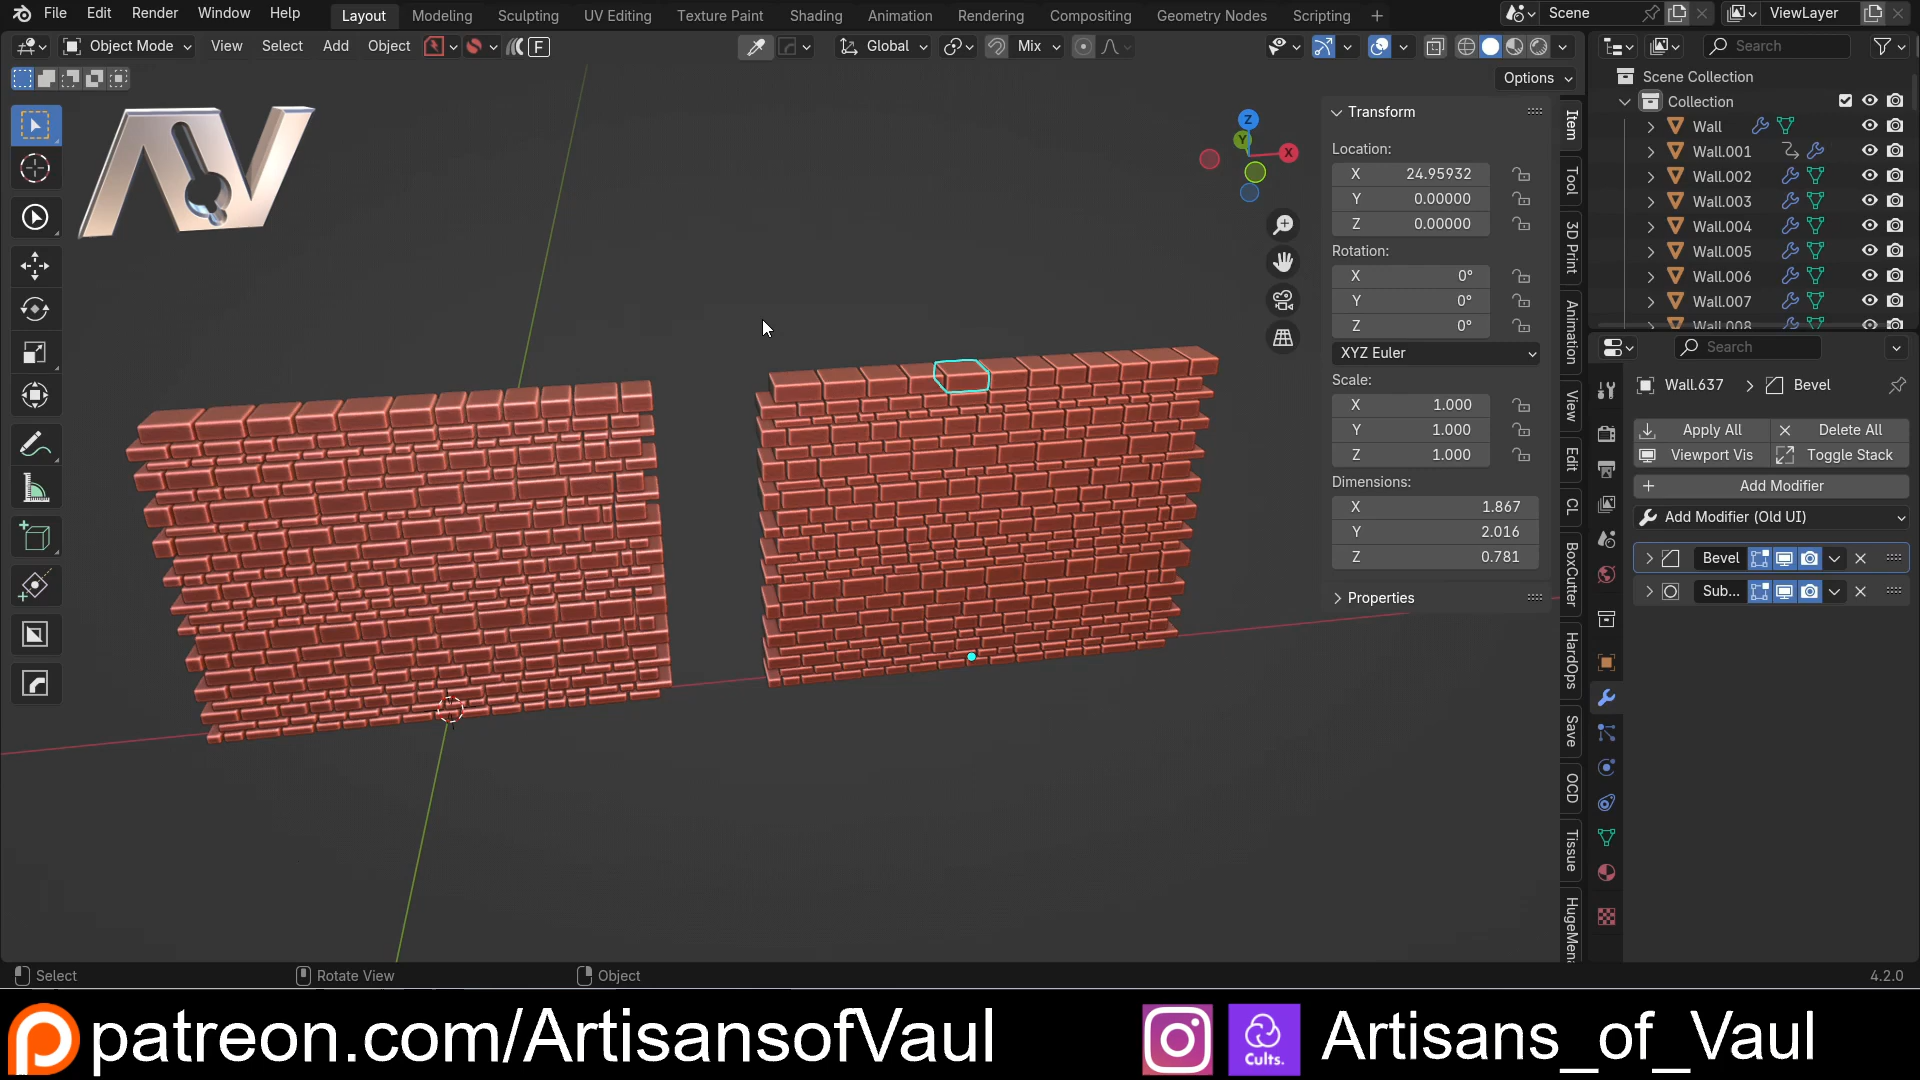 File Edit Render Window Help Layout Modeling Sculpting UV Editing Texture Paint Shading Animation Rendering Compositing Geometry Nodes Scripting + Scene ViewLayer
Object Mode View Select Add Object F Global Mix Search
Options
Scene Collection
Collection
Wall
Wall.001
Wall.002
Wall.003
Wall.004
Wall.005
Wall.006
Wall.007
Wall.008
AV
Z
Y
X
Transform
Location:
X 24.95932
Y 0.00000
Z 0.00000
Rotation:
X 0°
Y 0°
Z 0°
XYZ Euler
Scale:
X 1.000
Y 1.000
Z 1.000
Dimensions:
X 1.867
Y 2.016
Z 0.781
Properties
Item
Tool
3D Print
Animation
View
Edit
CL
BoxCutter
HardOps
Save
OCD
Tissue
HugeMen
Search
Wall.637 > Bevel
Apply All Delete All
Viewport Vis Toggle Stack
Add Modifier
Add Modifier (Old UI)
Bevel
Sub...
Select Rotate View Object 4.2.0
patreon.com/ArtisansofVaul Cults. Artisans_of_Vaul